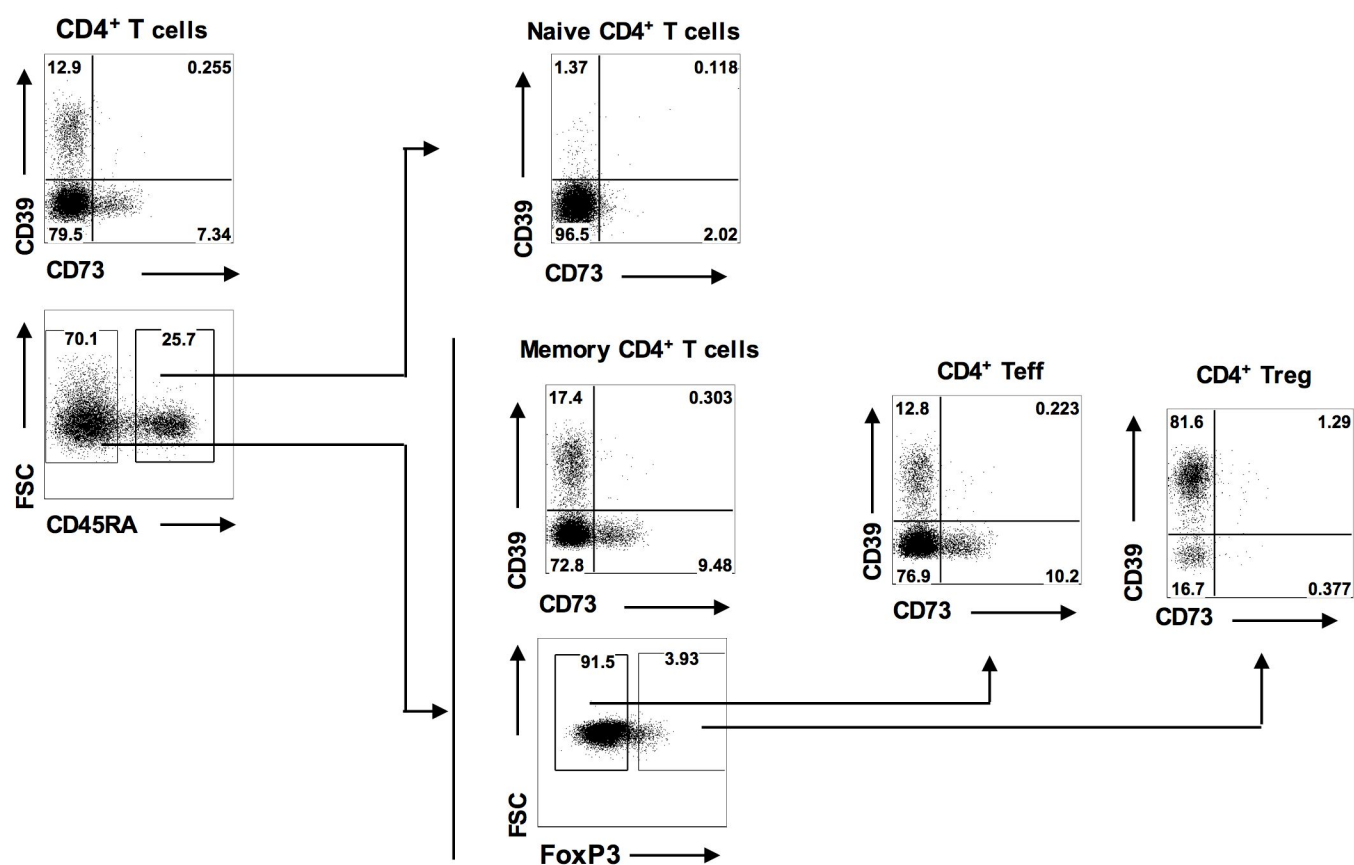 CD4⁺ T cells
12.9 0.255
CD39
79.5 7.34
CD73
Naive CD4⁺ T cells
1.37 0.118
CD39
96.5 2.02
CD73
70.1 25.7
FSC
CD45RA
Memory CD4⁺ T cells
17.4 0.303
CD39
72.8 9.48
CD73
CD4⁺ Teff
12.8 0.223
CD39
76.9 10.2
CD73
CD4⁺ Treg
81.6 1.29
CD39
16.7 0.377
CD73
91.5 3.93
FSC
FoxP3